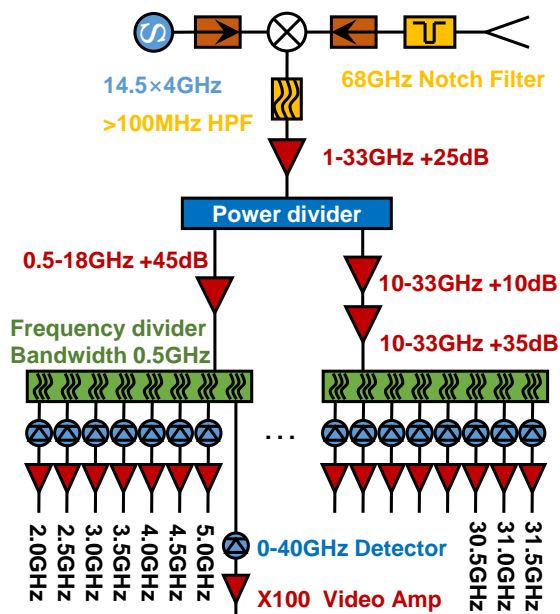 S
14.5×4GHz
68GHz Notch Filter
>100MHz HPF
1-33GHz +25dB
Power divider
0.5-18GHz +45dB
10-33GHz +10dB
Frequency divider
Bandwidth 0.5GHz
10-33GHz +35dB
...
2.0GHz
2.5GHz
3.0GHz
3.5GHz
4.0GHz
4.5GHz
5.0GHz
30.5GHz
31.0GHz
31.5GHz
0-40GHz Detector
X100 Video Amp